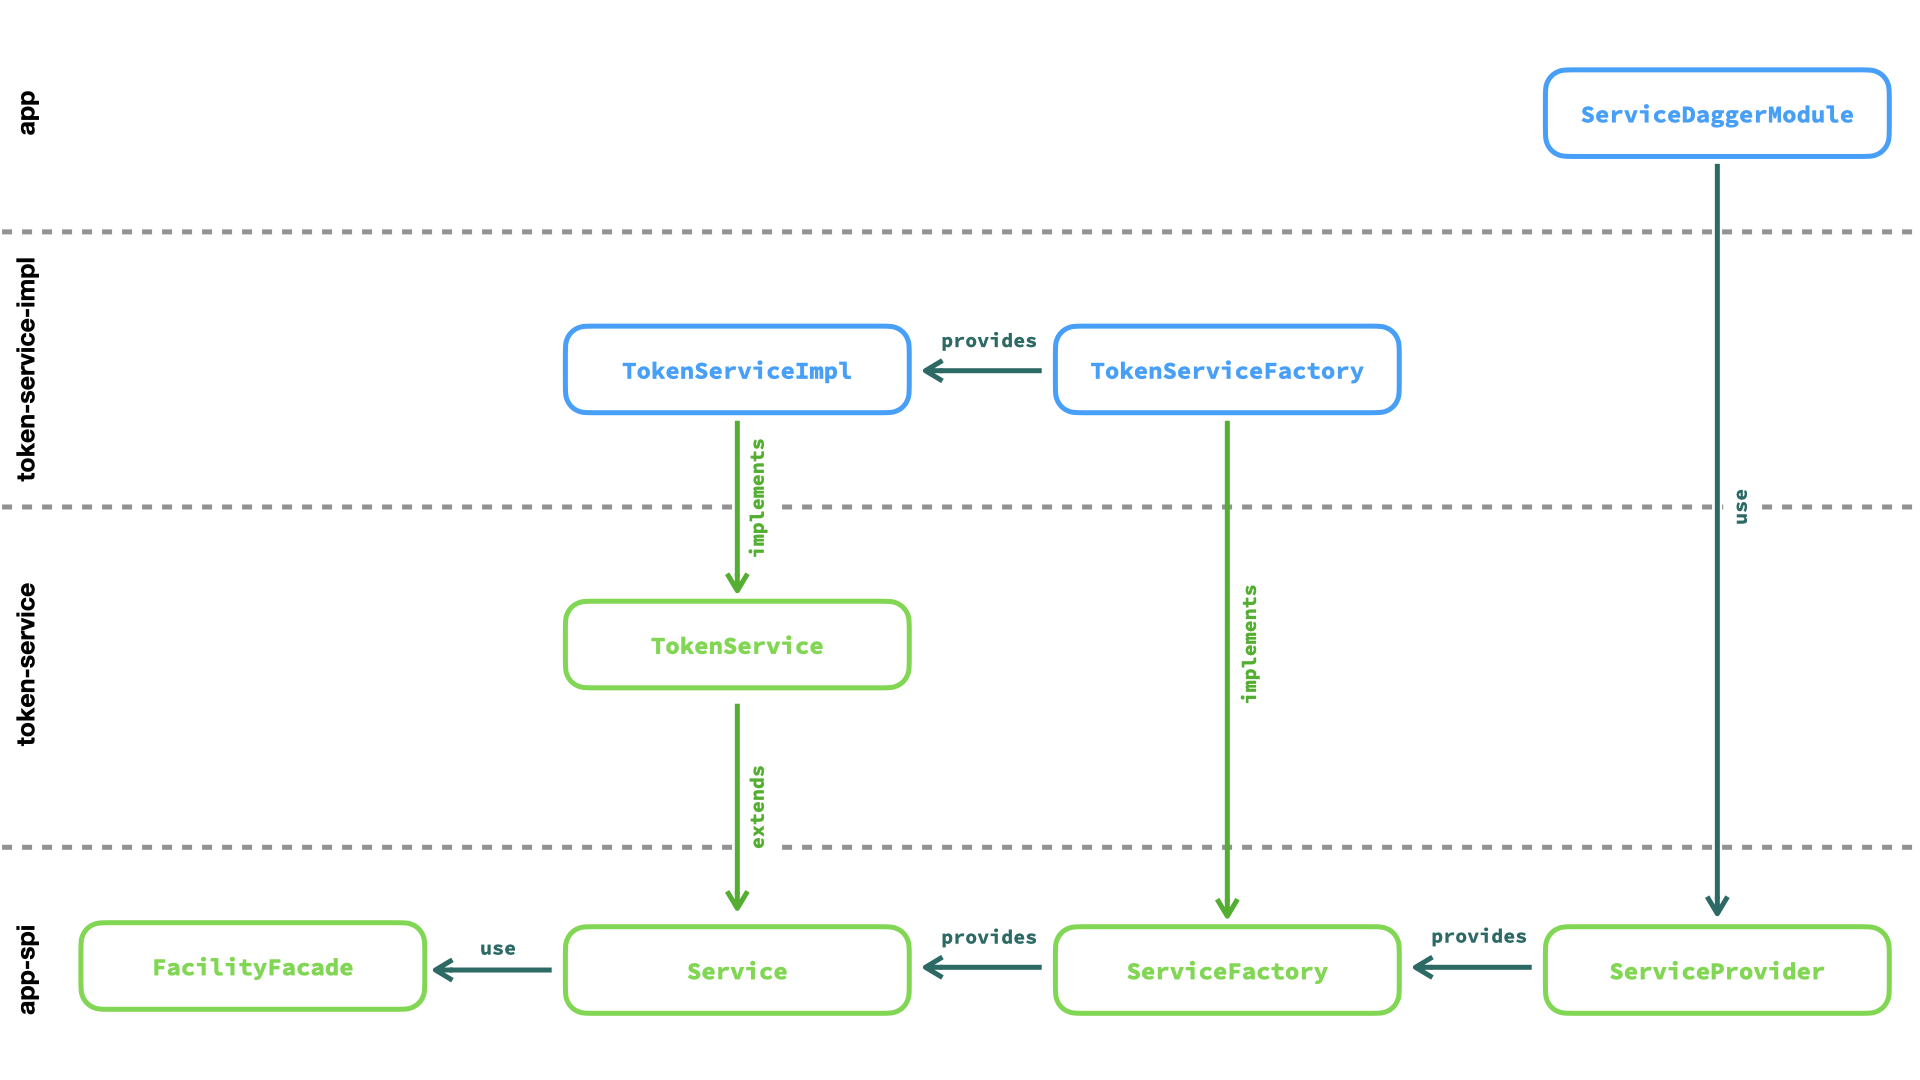 app
ServiceDaggerModule
token-service-impl
TokenServiceImpl
provides
TokenServiceFactory
implements
use
token-service
TokenService
implements
extends
app-spi
FacilityFacade
use
Service
provides
ServiceFactory
provides
ServiceProvider